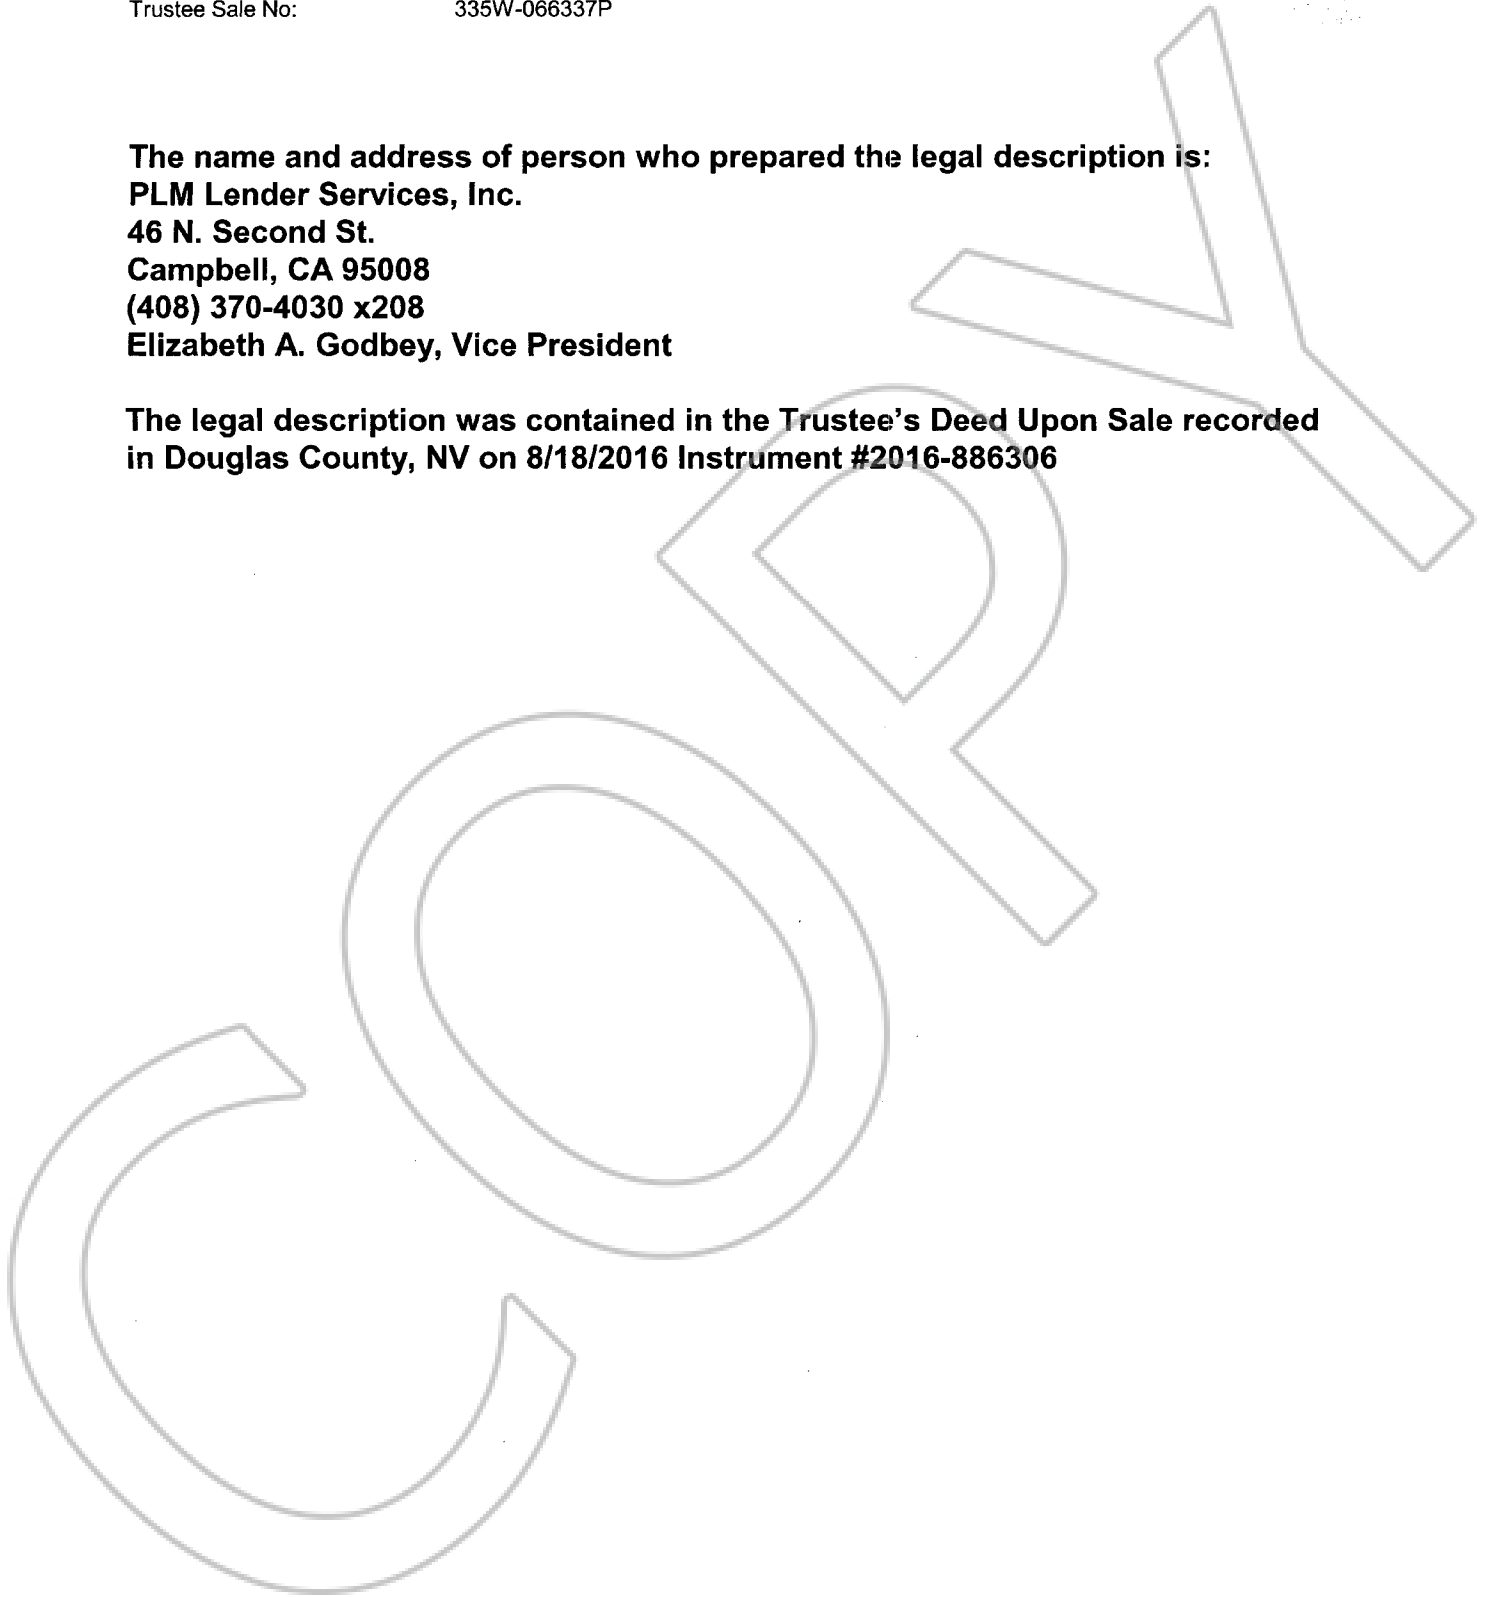 Trustee Sale No: 335W-066337P
The name and address of person who prepared the legal description is:
PLM Lender Services, Inc.
46 N. Second St.
Campbell, CA 95008
(408) 370-4030 x208
Elizabeth A. Godbey, Vice President
The legal description was contained in the Trustee's Deed Upon Sale recorded
in Douglas County, NV on 8/18/2016 Instrument #2016-886306
COPY